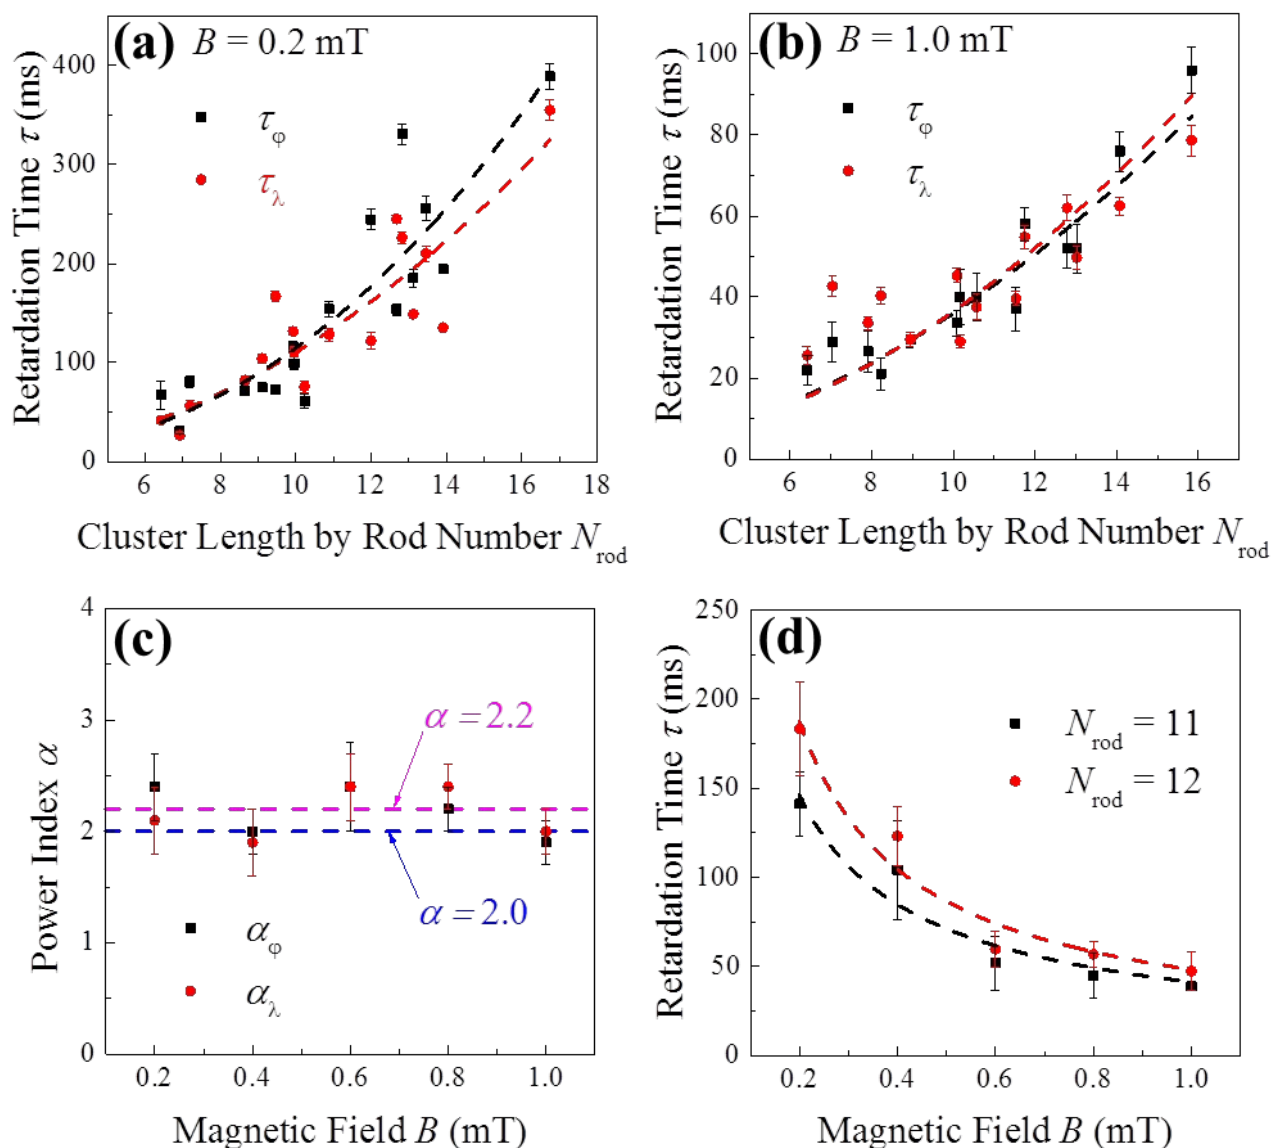 (a) B = 0.2 mT
Retardation Time τ (ms)
400
300
200
100
0
τφ
τλ
6 8 10 12 14 16 18
Cluster Length by Rod Number Nrod
(b) B = 1.0 mT
Retardation Time τ (ms)
100
80
60
40
20
0
τφ
τλ
6 8 10 12 14 16
Cluster Length by Rod Number Nrod
(c)
Power Index α
4
3
2
1
0
α = 2.2
α = 2.0
αφ
αλ
0.2 0.4 0.6 0.8 1.0
Magnetic Field B (mT)
(d)
Retardation Time τ (ms)
250
200
150
100
50
0
Nrod = 11
Nrod = 12
0.2 0.4 0.6 0.8 1.0
Magnetic Field B (mT)